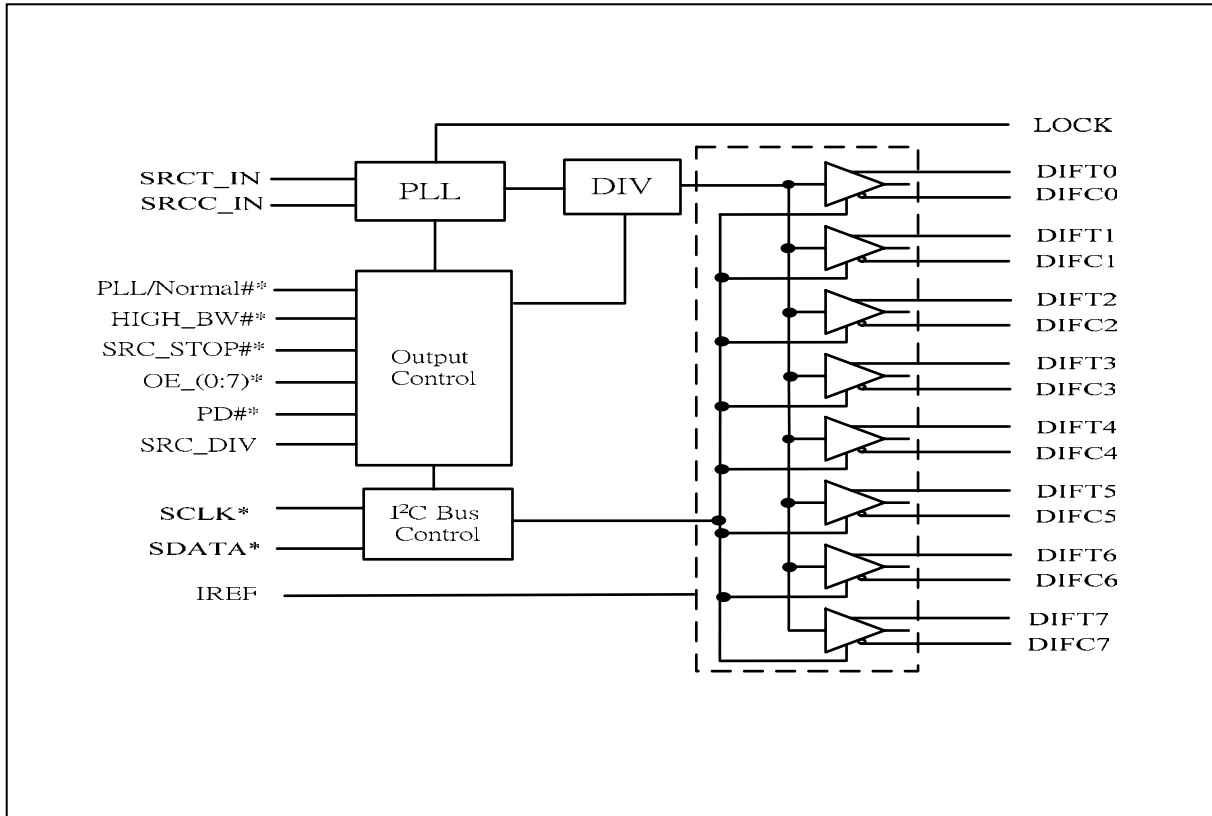 LOCK
SRCT_IN
SRCC_IN
PLL
DIV
DIFT0
DIFC0
DIFT1
DIFC1
PLL/Normal#*
HIGH_BW#*
SRC_STOP#*
OE_(0:7)*
PD#*
SRC_DIV
Output
Control
DIFT2
DIFC2
DIFT3
DIFC3
DIFT4
DIFC4
SCLK*
SDATA*
I²C Bus
Control
DIFT5
DIFC5
IREF
DIFT6
DIFC6
DIFT7
DIFC7